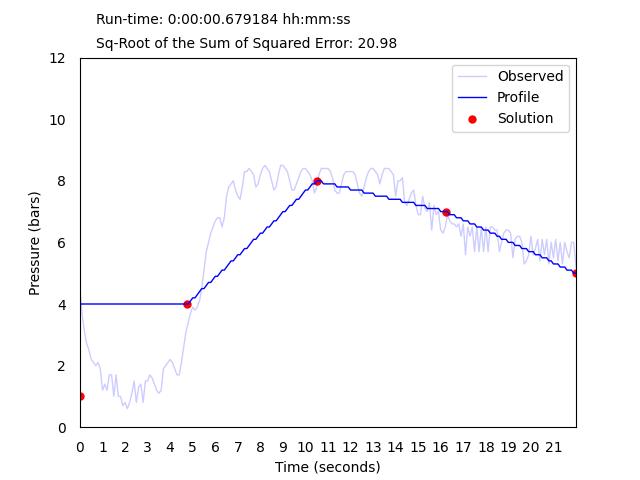 Run-time: 0:00:00.679184 hh:mm:ss
Sq-Root of the Sum of Squared Error: 20.98
12
10
8
6
4
2
0
Pressure (bars)
Observed
Profile
Solution
0 1 2 3 4 5 6 7 8 9 10 11 12 13 14 15 16 17 18 19 20 21
Time (seconds)